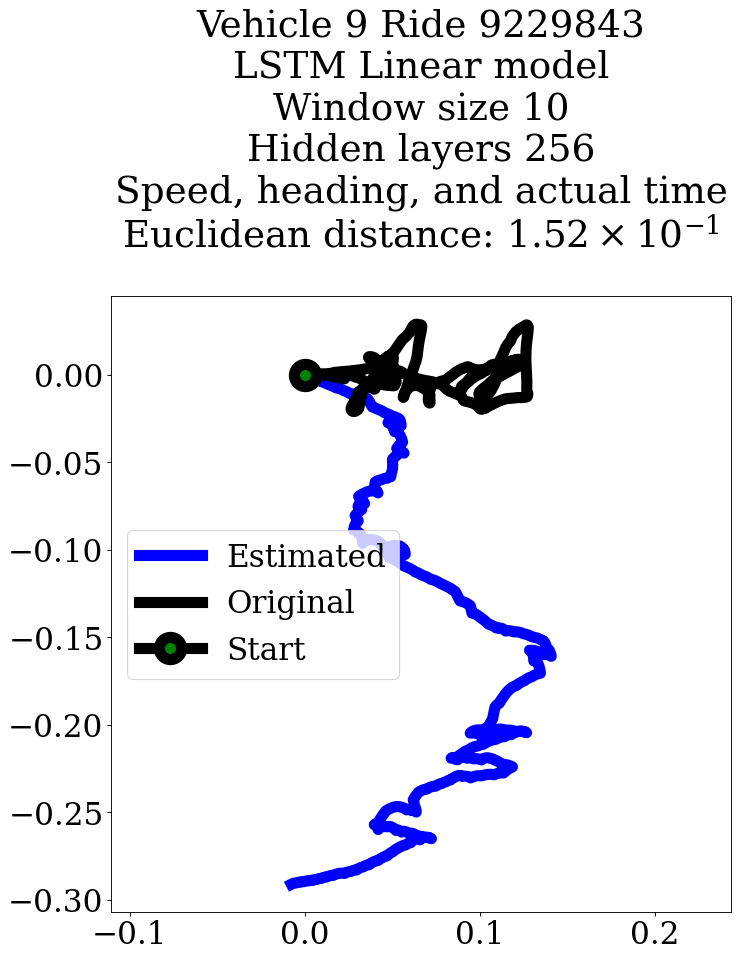 Vehicle 9 Ride 9229843
LSTM Linear model
Window size 10
Hidden layers 256
Speed, heading, and actual time
Euclidean distance: 1.52 × 10⁻¹
0.00
−0.05
−0.10
−0.15
−0.20
−0.25
−0.30
Estimated
Original
Start
−0.1 0.0 0.1 0.2